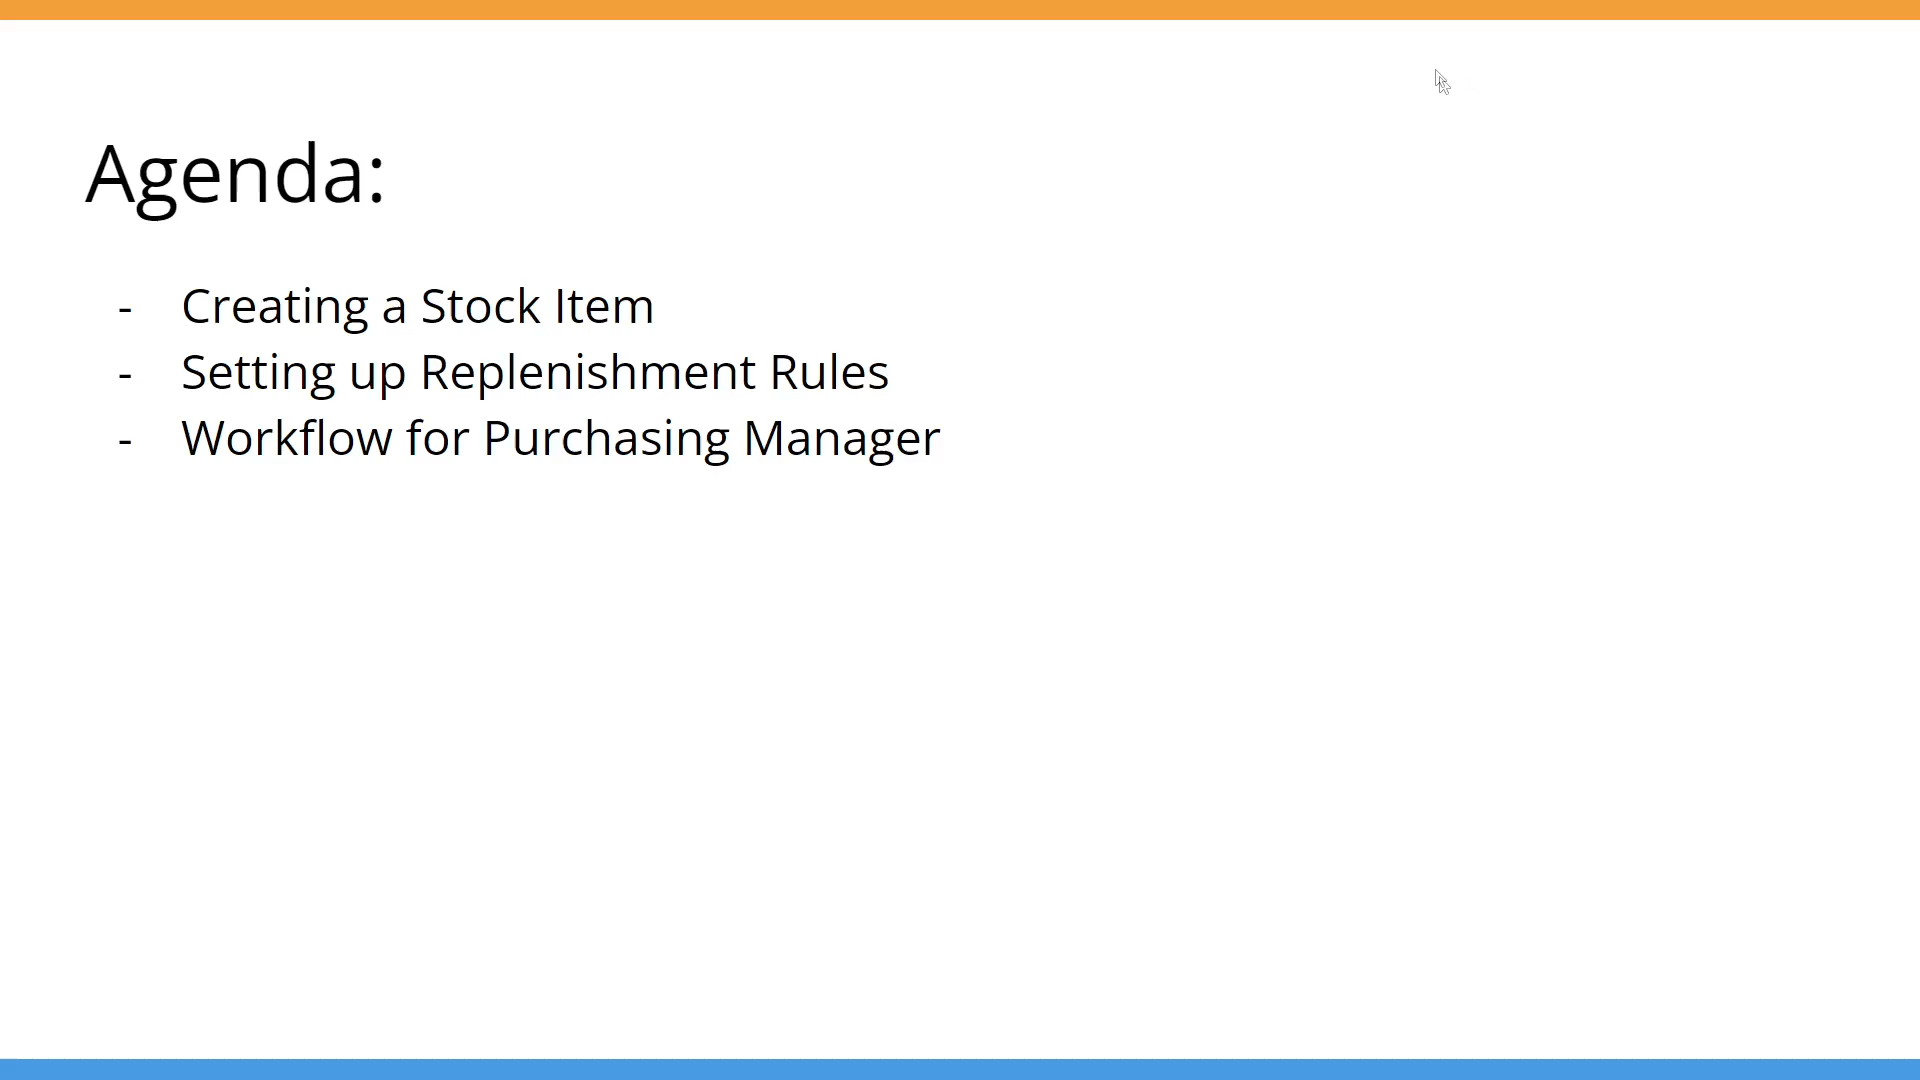 Agenda:
- Creating a Stock Item
- Setting up Replenishment Rules
- Workflow for Purchasing Manager